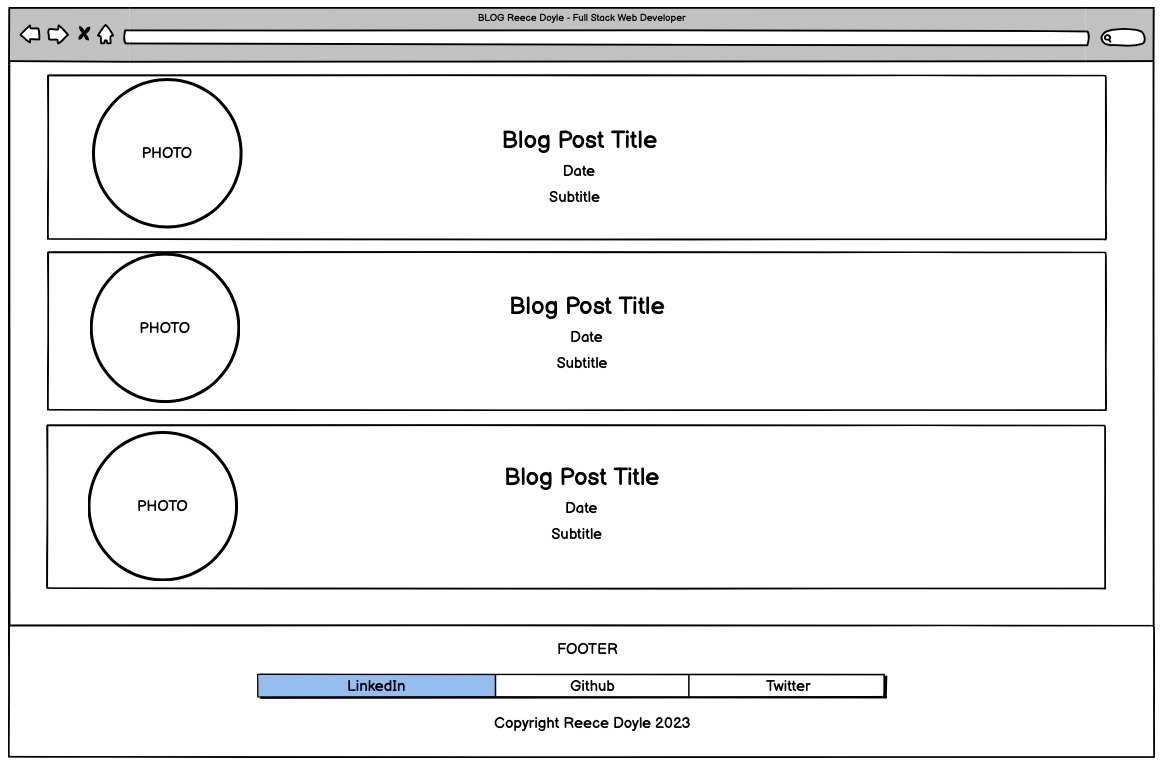 BLOG Reece Doyle - Full Stack Web Developer
PHOTO
Blog Post Title
Date
Subtitle
PHOTO
Blog Post Title
Date
Subtitle
PHOTO
Blog Post Title
Date
Subtitle
FOOTER
LinkedIn Github Twitter
Copyright Reece Doyle 2023